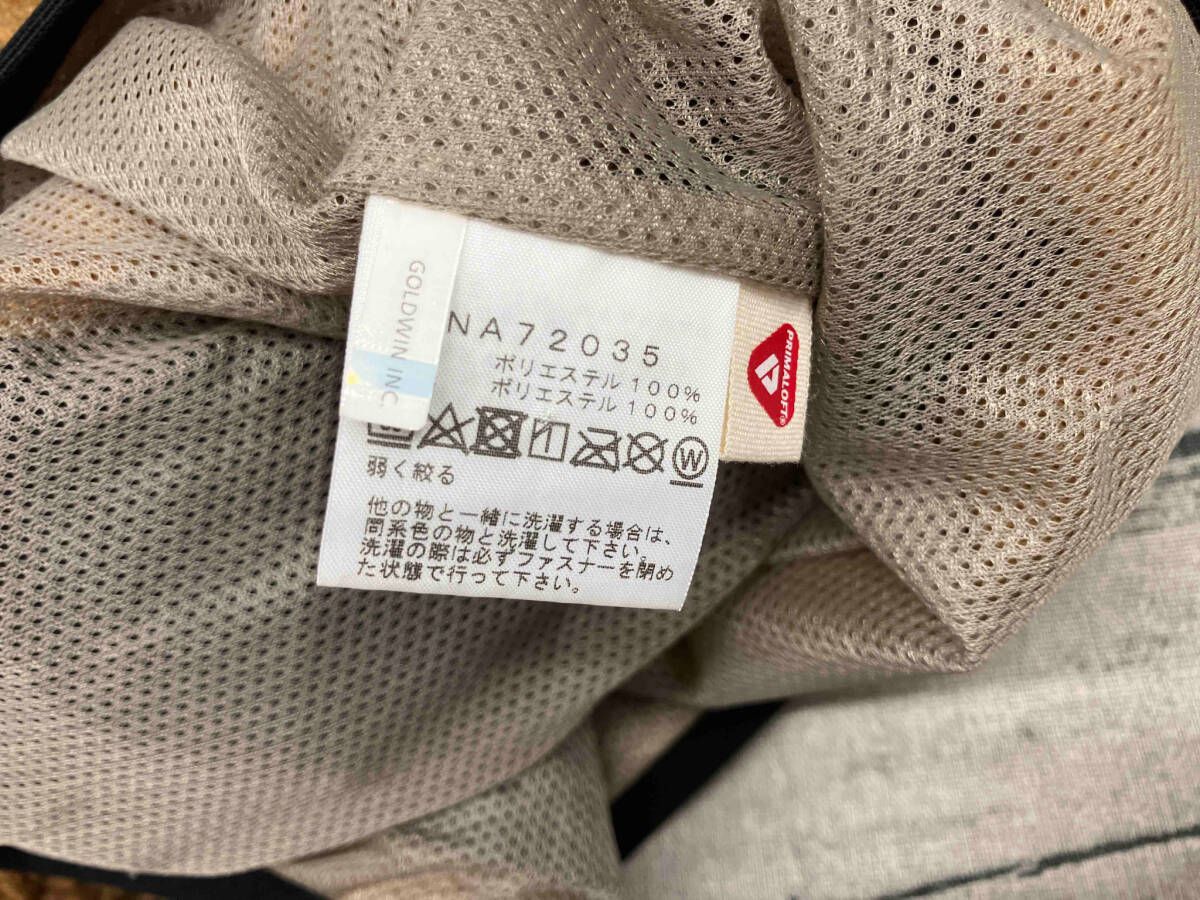 GOLDWIN INC.
NA72035
ポリエステル 100%
ポリエステル 100%
W
弱く絞る
他の物と一緒に洗濯する場合は、
同系色の物と洗濯して下さい。
洗濯の際は必ずファスナーを閉め
た状態で行って下さい。
PRIMALOFT®